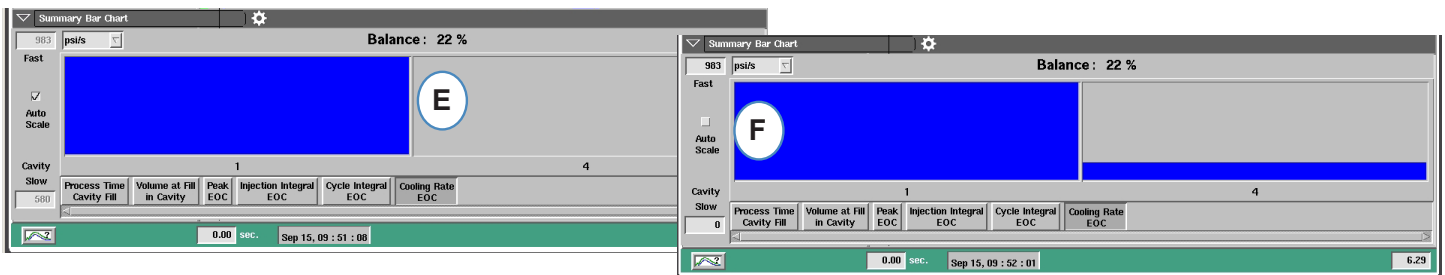 Summary Bar Chart
983 psi/s Balance : 22 %
Fast
E
Auto
Scale
Cavity 1 4
Slow
580
Process Time
Cavity Fill
Volume at Fill
in Cavity
Peak
EOC
Injection Integral
EOC
Cycle Integral
EOC
Cooling Rate
EOC
0.00 sec. Sep 15, 09 : 51 : 08
Summary Bar Chart
983 psi/s Balance : 22 %
Fast
F
Auto
Scale
Cavity 1 4
Slow
0
Process Time
Cavity Fill
Volume at Fill
in Cavity
Peak
EOC
Injection Integral
EOC
Cycle Integral
EOC
Cooling Rate
EOC
0.00 sec. Sep 15, 09 : 52 : 01 6.29